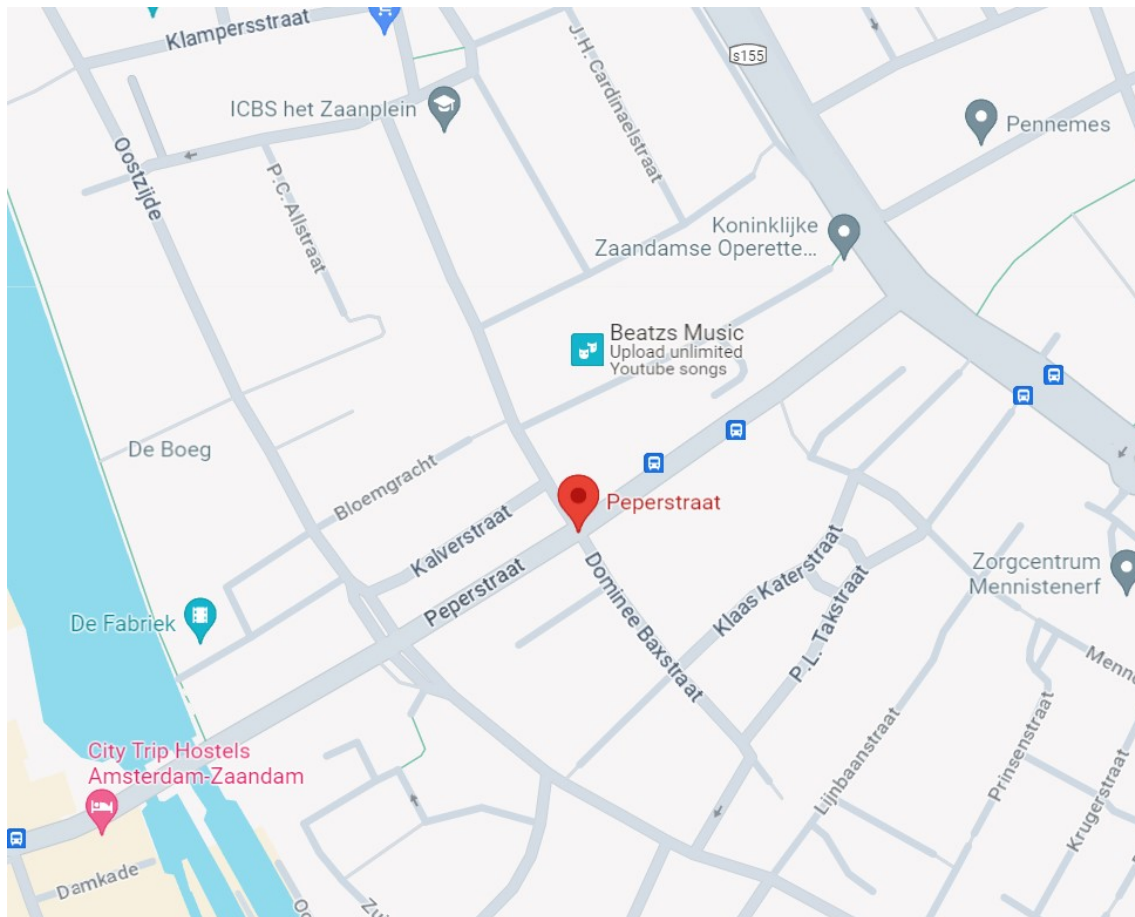 Klampersstraat
s155
J.H. Cardinaelstraat
ICBS het Zaanplein
Pennemes
Oostzijde
P.C. Allstraat
Koninklijke
Zaandamse Operette...
Beatzs Music
Upload unlimited
Youtube songs
De Boeg
Bloemgracht
Kalverstraat
Peperstraat
Peperstraat
Dominee Baxstraat
Klaas Katerstraat
P.L. Takstraat
Zorgcentrum
Mennistenerf
De Fabriek
Menno
City Trip Hostels
Amsterdam-Zaandam
Lijnbaanstraat
Prinsenstraat
Krugerstraat
Damkade